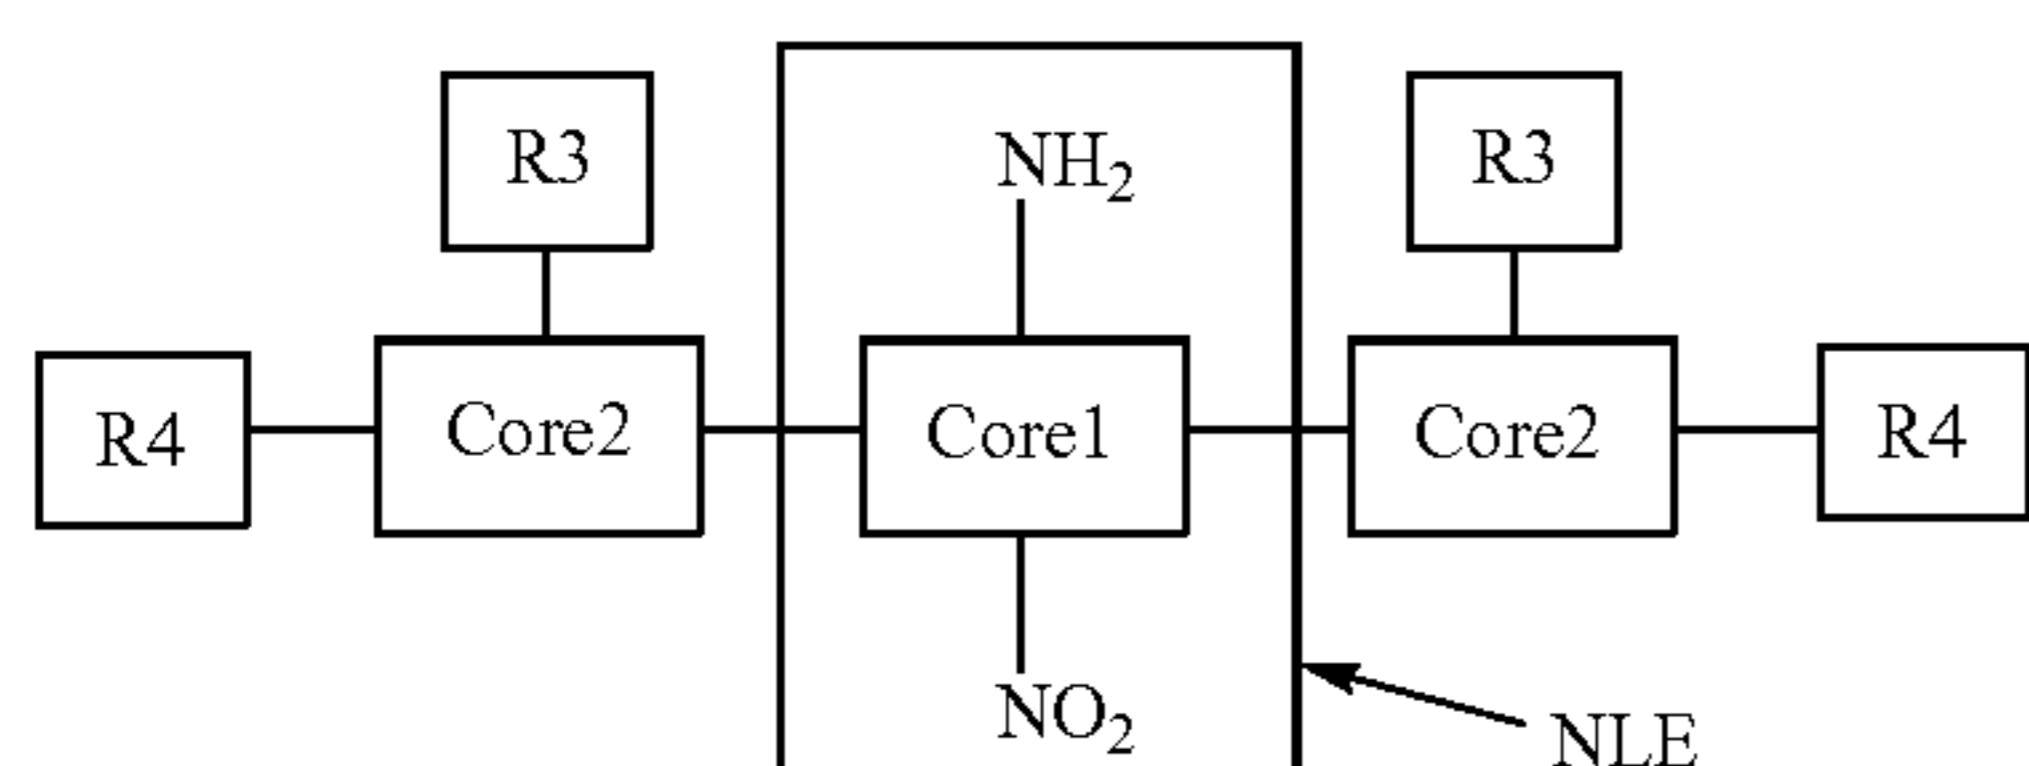 R3 NH₂ R3
R4 Core2 Core1 Core2 R4
NO₂ NLE